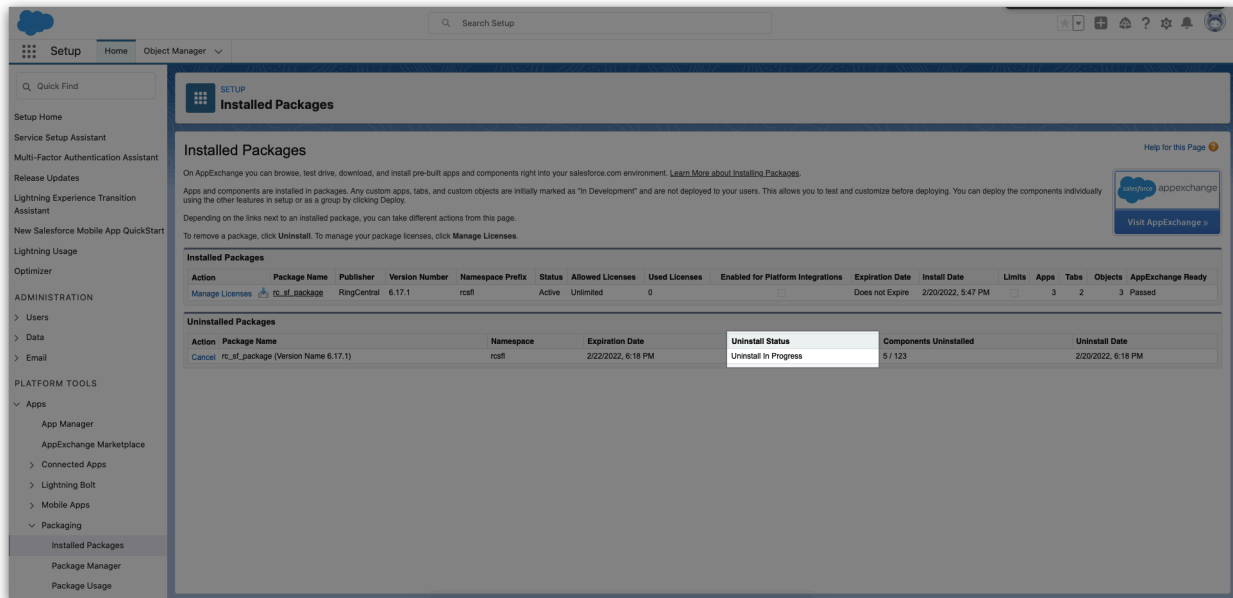 Search Setup
Setup Home Object Manager
Quick Find
Setup Home
Service Setup Assistant
Multi-Factor Authentication Assistant
Release Updates
Lightning Experience Transition
Assistant
New Salesforce Mobile App QuickStart
Lightning Usage
Optimizer
ADMINISTRATION
> Users
> Data
> Email
PLATFORM TOOLS
Apps
App Manager
AppExchange Marketplace
> Connected Apps
> Lightning Bolt
> Mobile Apps
Packaging
Installed Packages
Package Manager
Package Usage
SETUP
Installed Packages
Installed Packages
Help for this Page
On AppExchange you can browse, test drive, download, and install pre-built apps and components right into your salesforce.com environment. Learn More about Installing Packages.
Apps and components are installed in packages. Any custom apps, tabs, and custom objects are initially marked as "In Development" and are not deployed to your users. This allows you to test and customize before deploying. You can deploy the components individually
using the other features in setup or as a group by clicking Deploy.
Depending on the links next to an installed package, you can take different actions from this page.
To remove a package, click Uninstall. To manage your package licenses, click Manage Licenses.
salesforce appexchange
Visit AppExchange »
Installed Packages
Action Package Name Publisher Version Number Namespace Prefix Status Allowed Licenses Used Licenses Enabled for Platform Integrations Expiration Date Install Date Limits Apps Tabs Objects AppExchange Ready
Manage Licenses rc_sf_package RingCentral 6.17.1 rcsfl Active Unlimited 0 Does not Expire 2/20/2022, 5:47 PM 3 2 3 Passed
Uninstalled Packages
Action Package Name Namespace Expiration Date Uninstall Status Components Uninstalled Uninstall Date
Cancel rc_sf_package (Version Name 6.17.1) rcsfl 2/22/2022, 6:18 PM Uninstall In Progress 5 / 123 2/20/2022, 6:18 PM